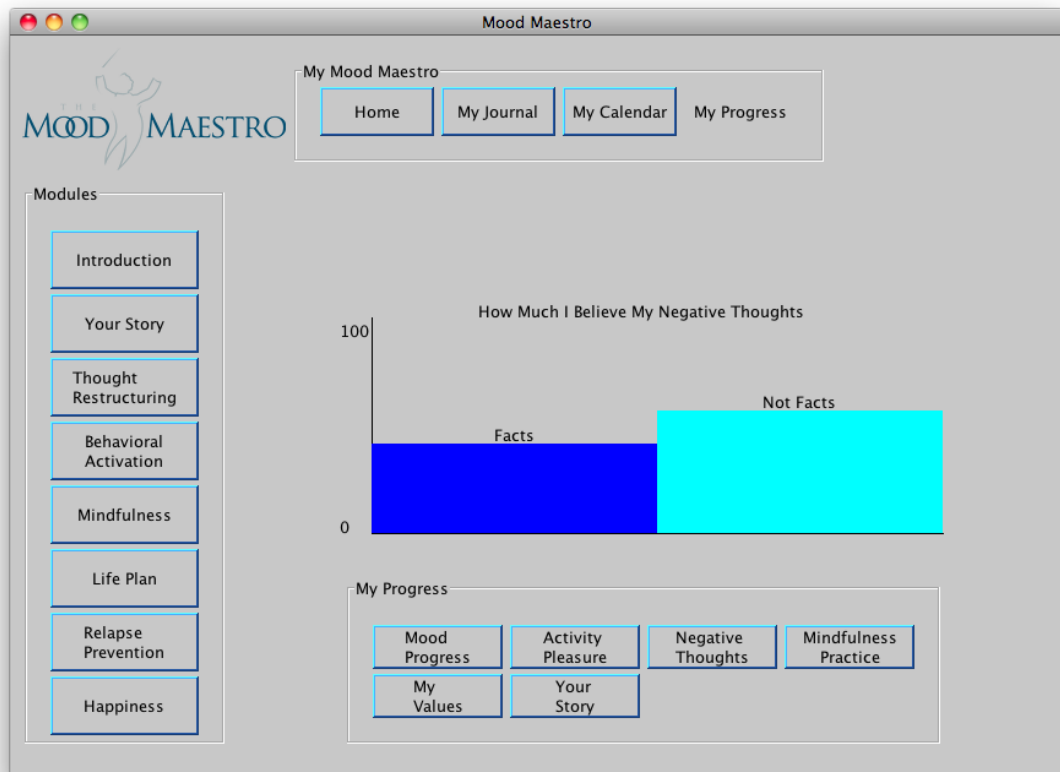 Mood Maestro
THE
MOOD MAESTRO
My Mood Maestro
Home My Journal My Calendar My Progress
Modules
Introduction
Your Story
Thought
Restructuring
Behavioral
Activation
Mindfulness
Life Plan
Relapse
Prevention
Happiness
How Much I Believe My Negative Thoughts
100
Not Facts
Facts
0
My Progress
Mood
Progress
Activity
Pleasure
Negative
Thoughts
Mindfulness
Practice
My
Values
Your
Story